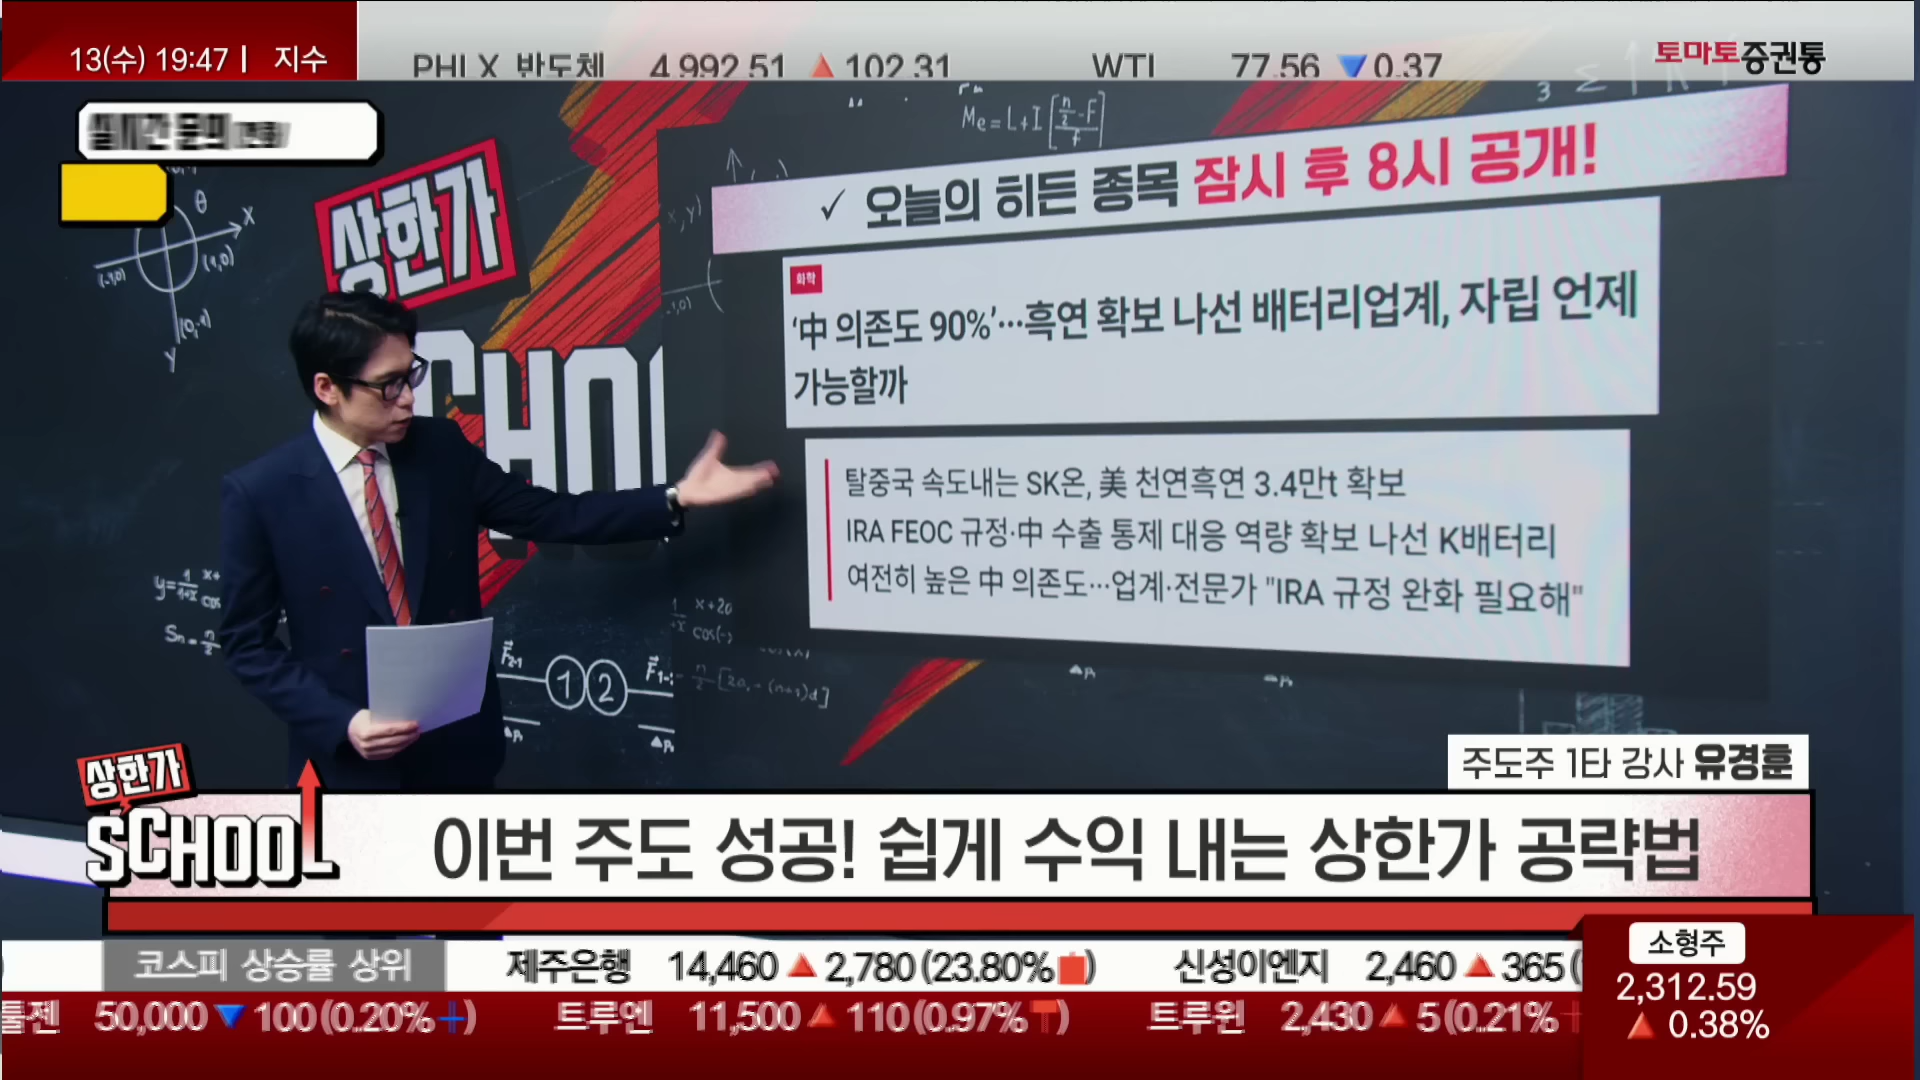 13(수) 19:47 | 지수
PHLX 반도체 4,992.51 ▲ 102.31 WTI 77.56 ▼ 0.37
토마토증권통
상한가
SCHOOL
Me=L+I[n/2-F/f]
✓ 오늘의 히든 종목 잠시 후 8시 공개!
화학
‘中 의존도 90%’…흑연 확보 나선 배터리업계, 자립 언제
가능할까
탈중국 속도내는 SK온, 美 천연흑연 3.4만t 확보
IRA FEOC 규정·中 수출 통제 대응 역량 확보 나선 K배터리
여전히 높은 中 의존도…업계·전문가 "IRA 규정 완화 필요해"
θ
X
(1,0)
Y
1 2
주도주 1타 강사 유경훈
상한가
SCHOOL
이번 주도 성공! 쉽게 수익 내는 상한가 공략법
코스피 상승률 상위 제주은행 14,460 ▲ 2,780(23.80%) 신성이엔지 2,460 ▲ 365
툴젠 50,000 ▼ 100(0.20%) 트루엔 11,500 ▲ 110(0.97%) 트루윈 2,430 ▲ 5(0.21%
소형주
2,312.59
▲ 0.38%